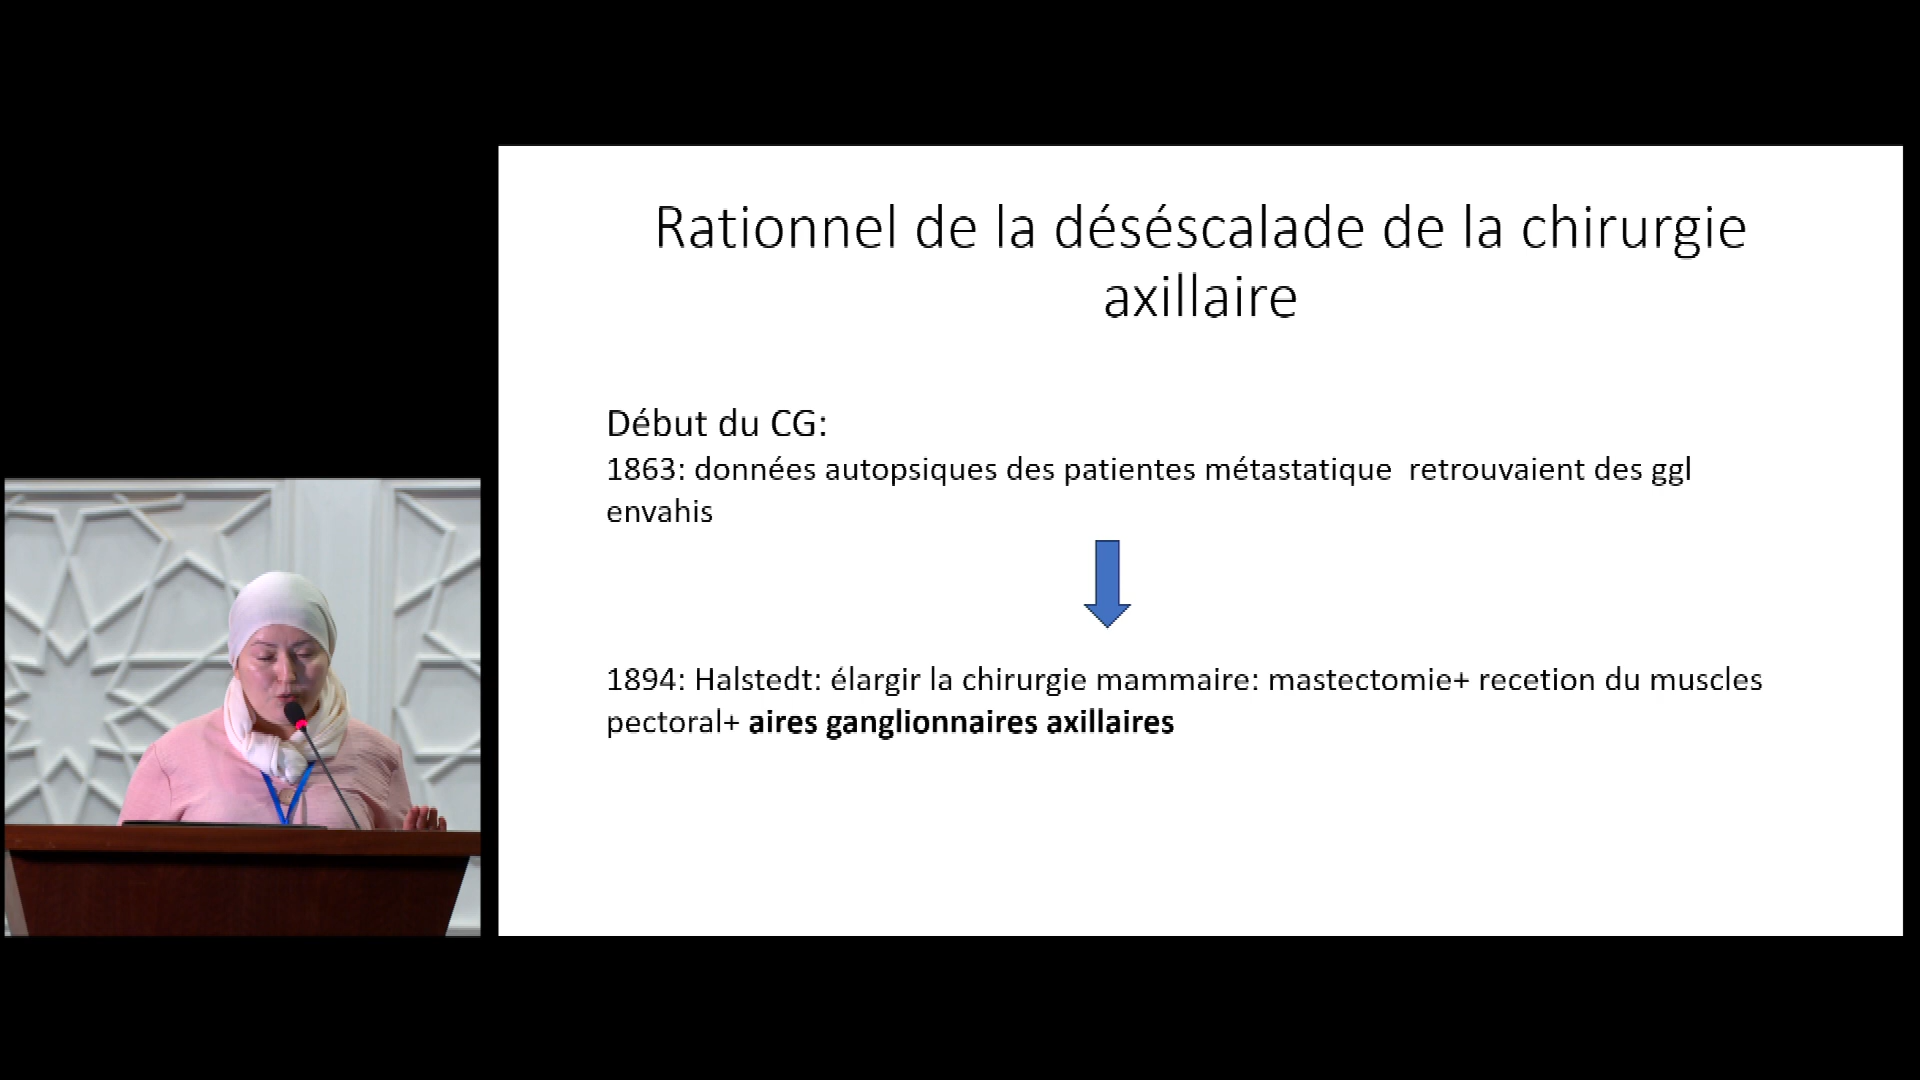 Rationnel de la déséscalade de la chirurgie
axillaire
Début du CG:
1863: données autopsiques des patientes métastatique  retrouvaient des ggl
envahis
1894: Halstedt: élargir la chirurgie mammaire: mastectomie+ recetion du muscles
pectoral+ aires ganglionnaires axillaires